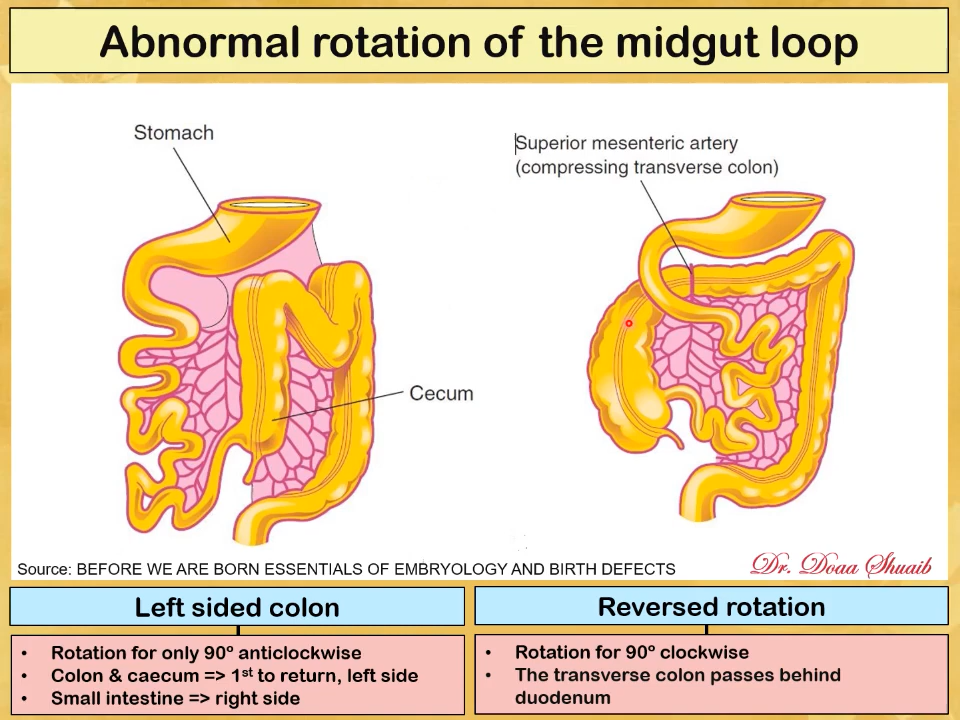 Abnormal rotation of the midgut loop
Stomach
Superior mesenteric artery
(compressing transverse colon)
Cecum
Source: BEFORE WE ARE BORN ESSENTIALS OF EMBRYOLOGY AND BIRTH DEFECTS
Dr. Doaa Shuaib
Left sided colon
• Rotation for only 90º anticlockwise
• Colon & caecum => 1st to return, left side
• Small intestine => right side
Reversed rotation
• Rotation for 90º clockwise
• The transverse colon passes behind
duodenum